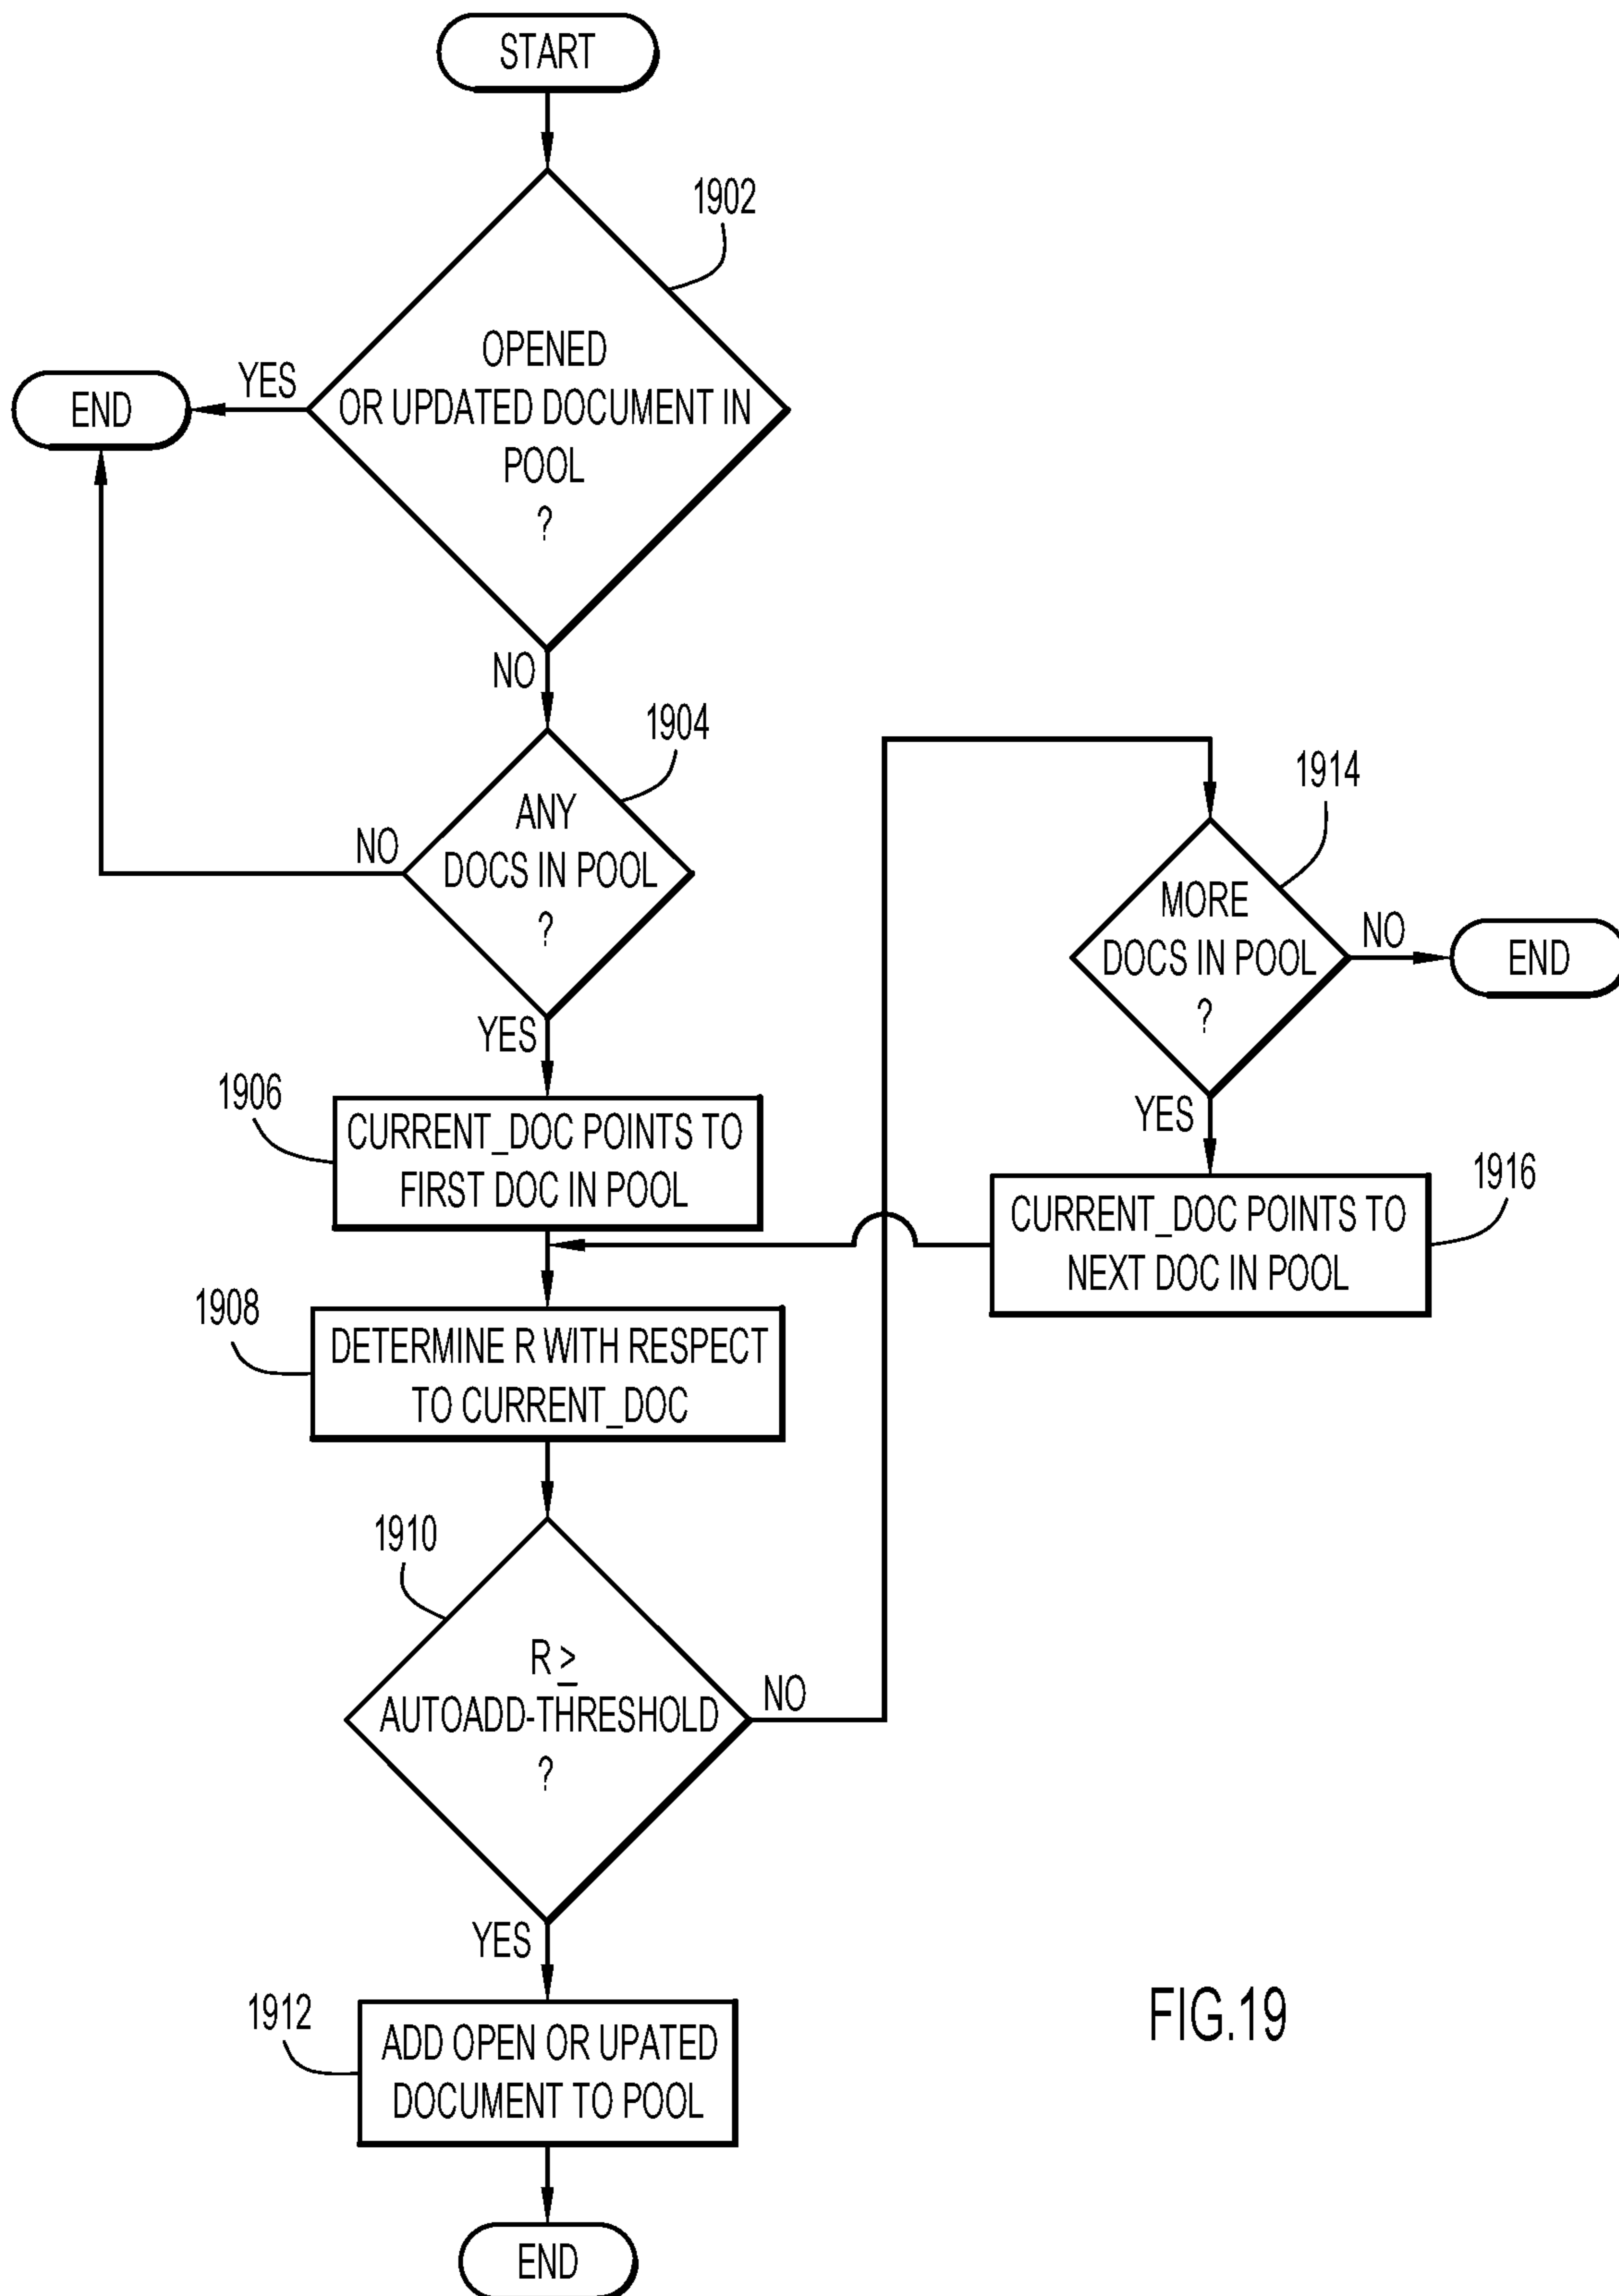 START
1902
OPENED
OR UPDATED DOCUMENT IN
POOL
?
YES
END
NO
1904
ANY
DOCS IN POOL
?
NO
YES
1906
CURRENT_DOC POINTS TO
FIRST DOC IN POOL
1908
DETERMINE R WITH RESPECT
TO CURRENT_DOC
1910
R ≥
AUTOADD-THRESHOLD
?
NO
YES
1912
ADD OPEN OR UPATED
DOCUMENT TO POOL
END
1914
MORE
DOCS IN POOL
?
NO
END
YES
1916
CURRENT_DOC POINTS TO
NEXT DOC IN POOL
FIG.19